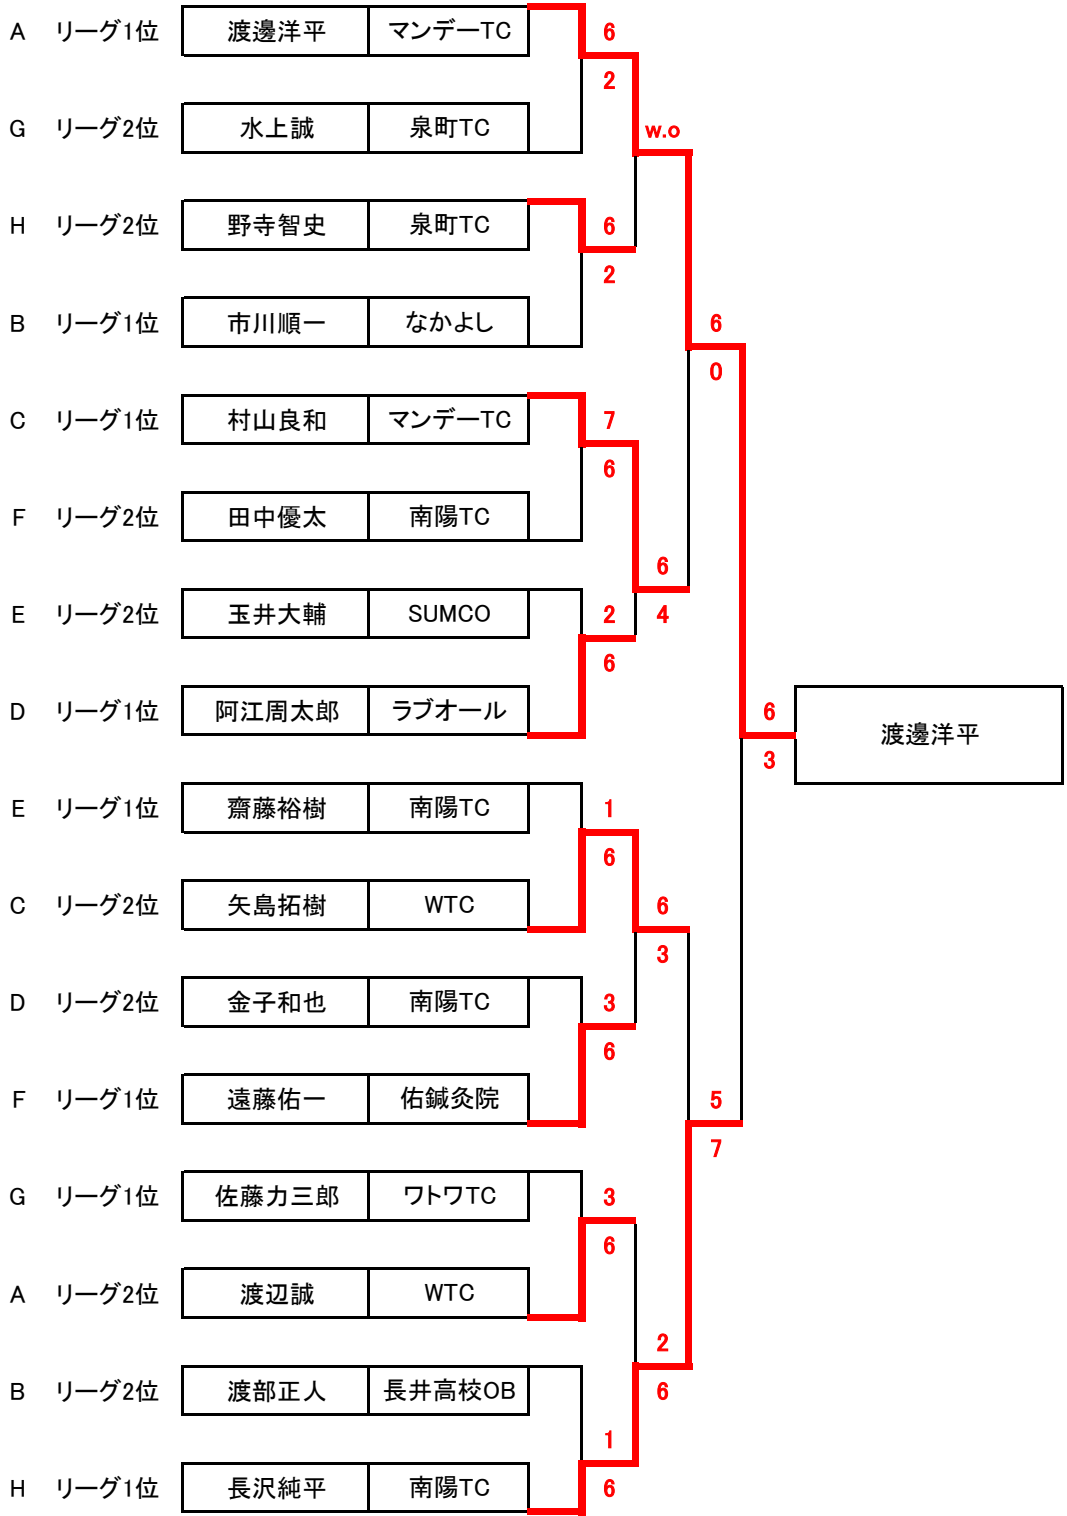 A リーグ1位 渡邊洋平 マンデーTC 6
2
G リーグ2位 水上誠 泉町TC w.o
H リーグ2位 野寺智史 泉町TC 6
2
B リーグ1位 市川順一 なかよし 6
0
C リーグ1位 村山良和 マンデーTC 7
6
F リーグ2位 田中優太 南陽TC
6
E リーグ2位 玉井大輔 SUMCO 2 4
6
D リーグ1位 阿江周太郎 ラブオール 6
渡邊洋平
3
E リーグ1位 齋藤裕樹 南陽TC 1
6
C リーグ2位 矢島拓樹 WTC 6
3
D リーグ2位 金子和也 南陽TC 3
6
F リーグ1位 遠藤佑一 佑鍼灸院 5
7
G リーグ1位 佐藤力三郎 ワトワTC 3
6
A リーグ2位 渡辺誠 WTC
2
B リーグ2位 渡部正人 長井高校OB 6
1
H リーグ1位 長沢純平 南陽TC 6